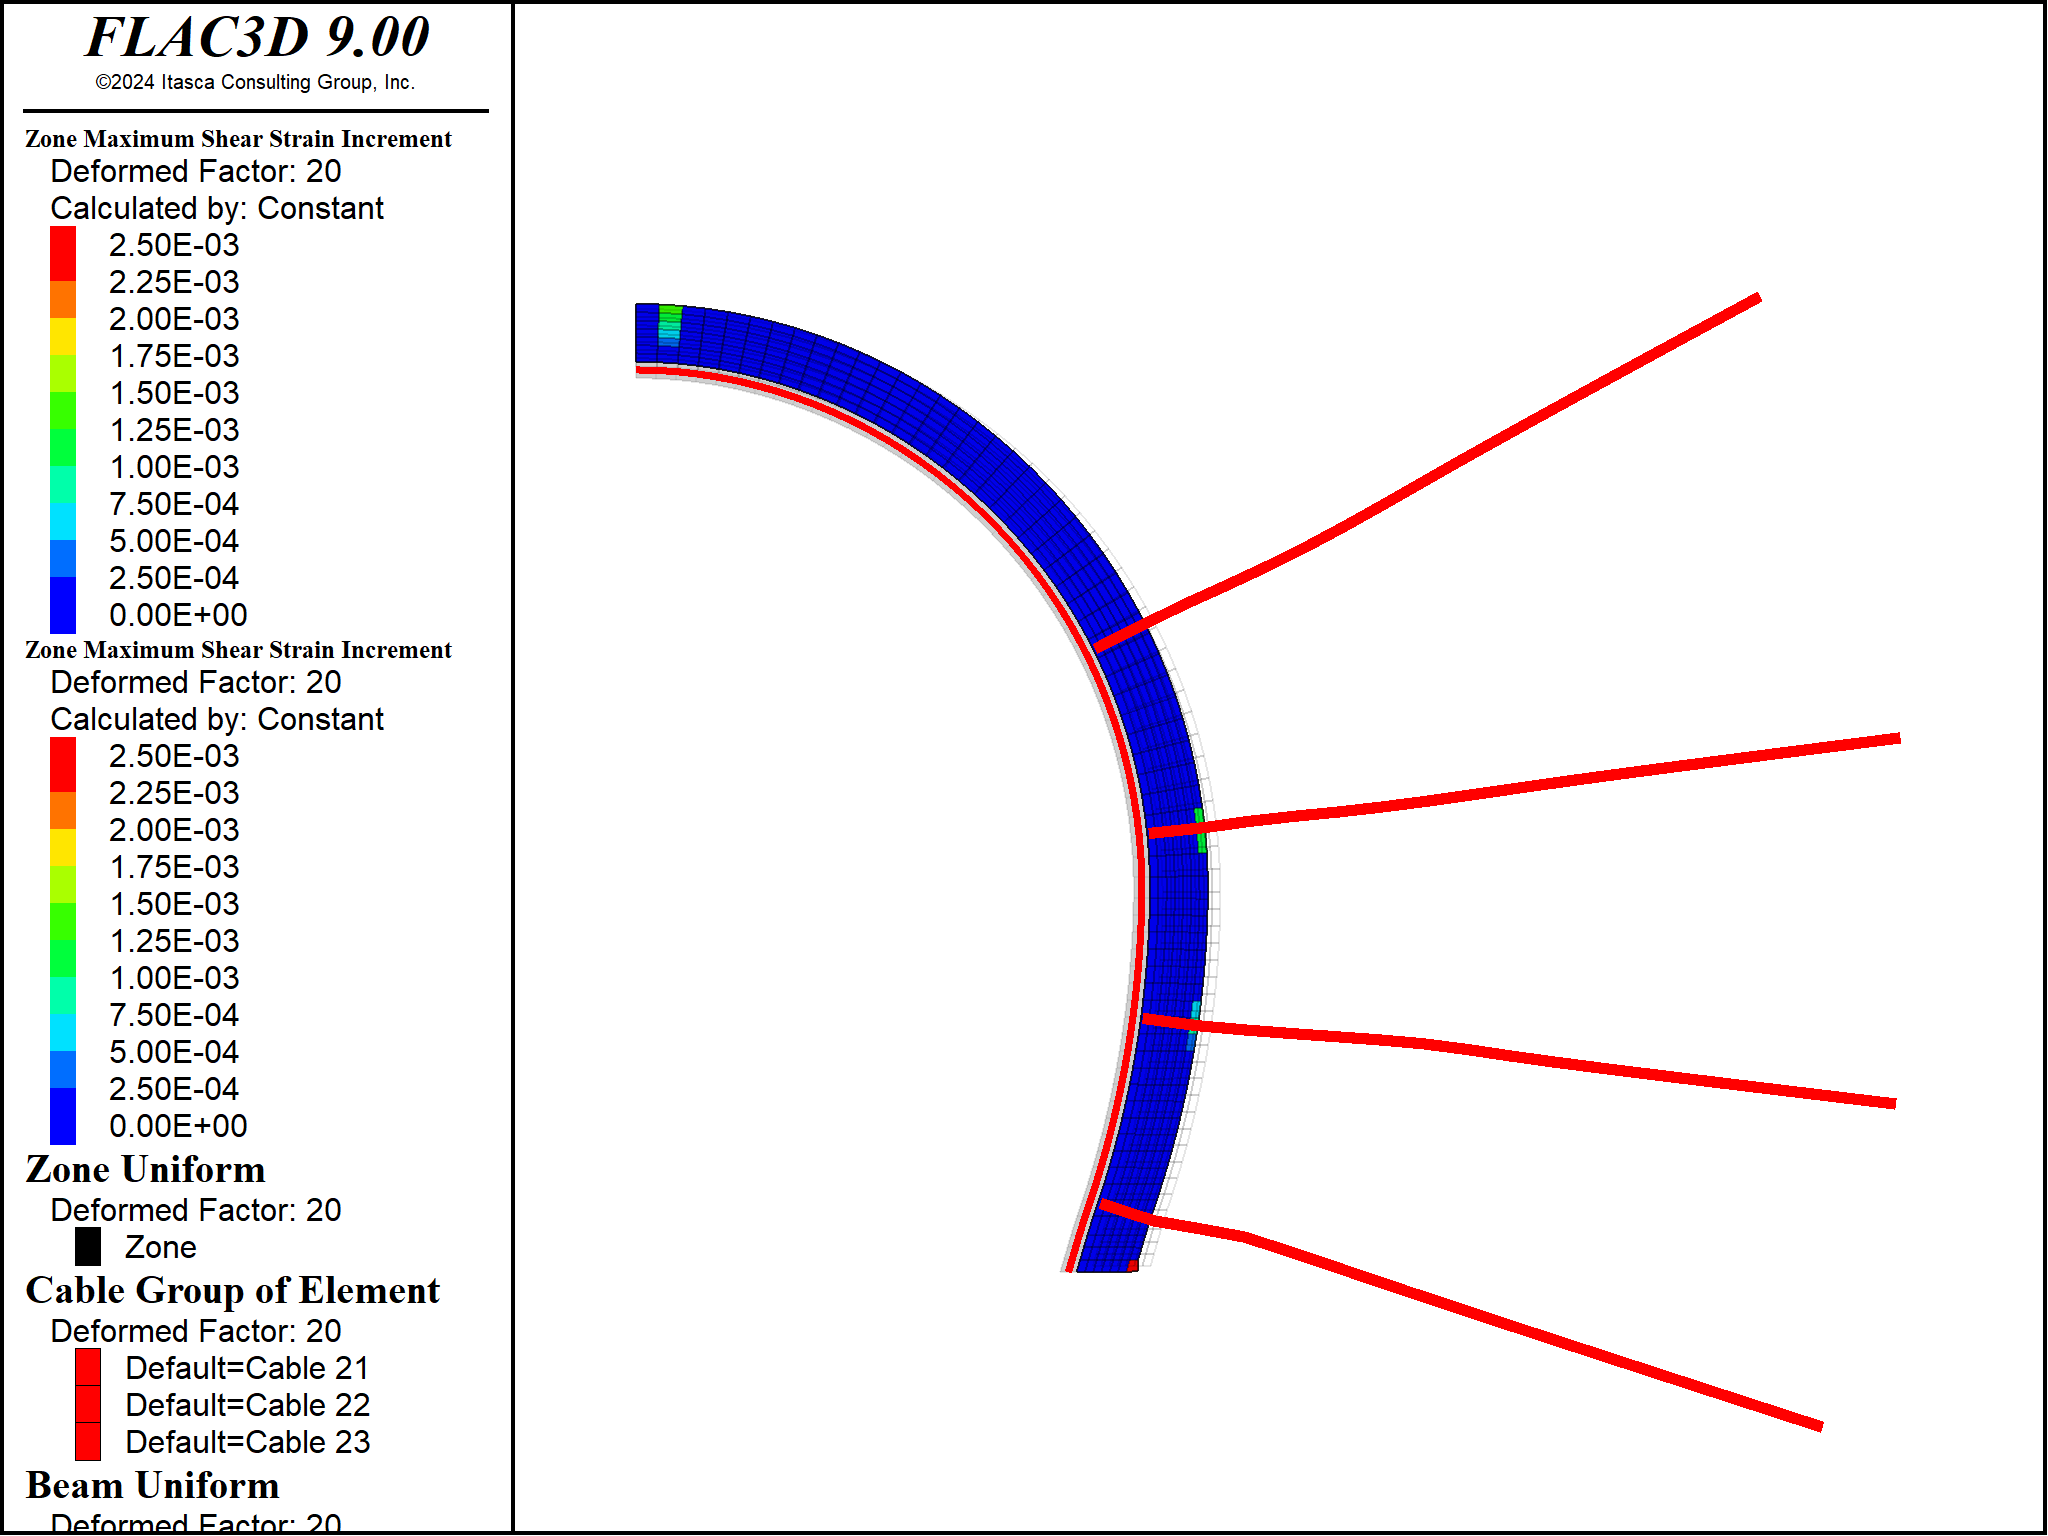 FLAC3D 9.00
©2024 Itasca Consulting Group, Inc.
Zone Maximum Shear Strain Increment
Deformed Factor: 20
Calculated by: Constant
2.50E-03
2.25E-03
2.00E-03
1.75E-03
1.50E-03
1.25E-03
1.00E-03
7.50E-04
5.00E-04
2.50E-04
0.00E+00
Zone Maximum Shear Strain Increment
Deformed Factor: 20
Calculated by: Constant
2.50E-03
2.25E-03
2.00E-03
1.75E-03
1.50E-03
1.25E-03
1.00E-03
7.50E-04
5.00E-04
2.50E-04
0.00E+00
Zone Uniform
Deformed Factor: 20
Zone
Cable Group of Element
Deformed Factor: 20
Default=Cable 21
Default=Cable 22
Default=Cable 23
Beam Uniform
Deformed Factor: 20